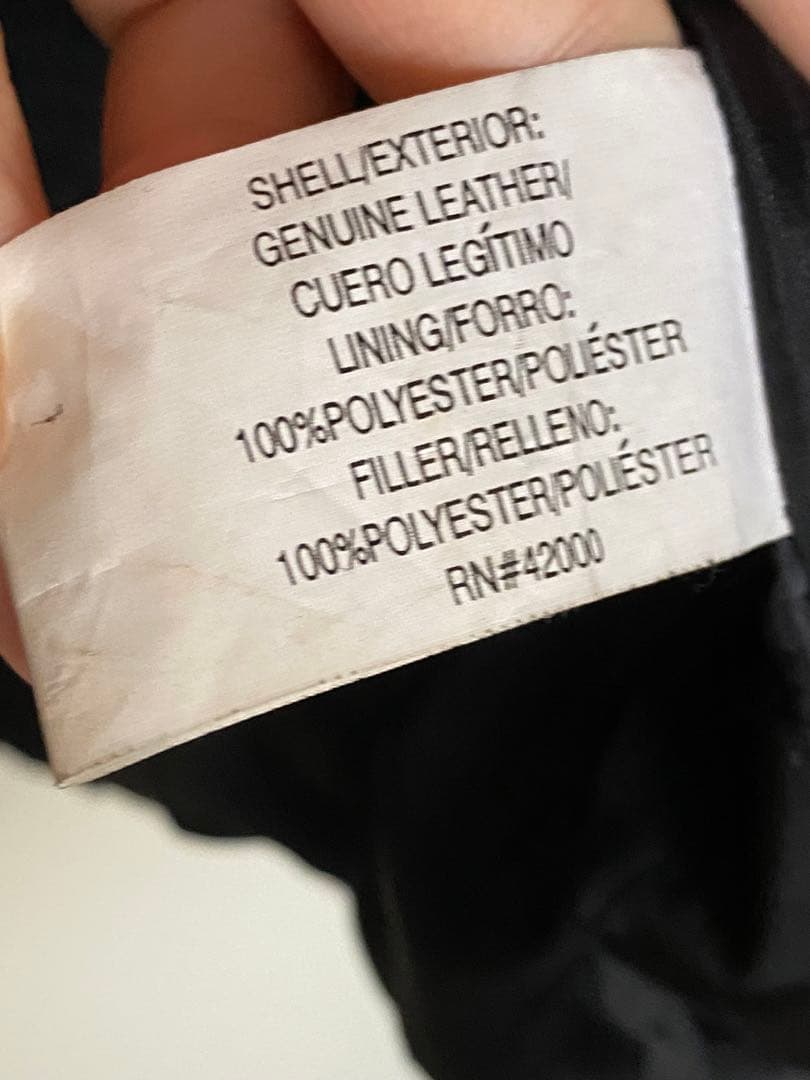 SHELL/EXTERIOR:
GENUINE LEATHER/
CUERO LEGÍTIMO
LINING/FORRO:
100%POLYESTER/POLIÉSTER
FILLER/RELLENO:
100%POLYESTER/POLIÉSTER
RN#42000